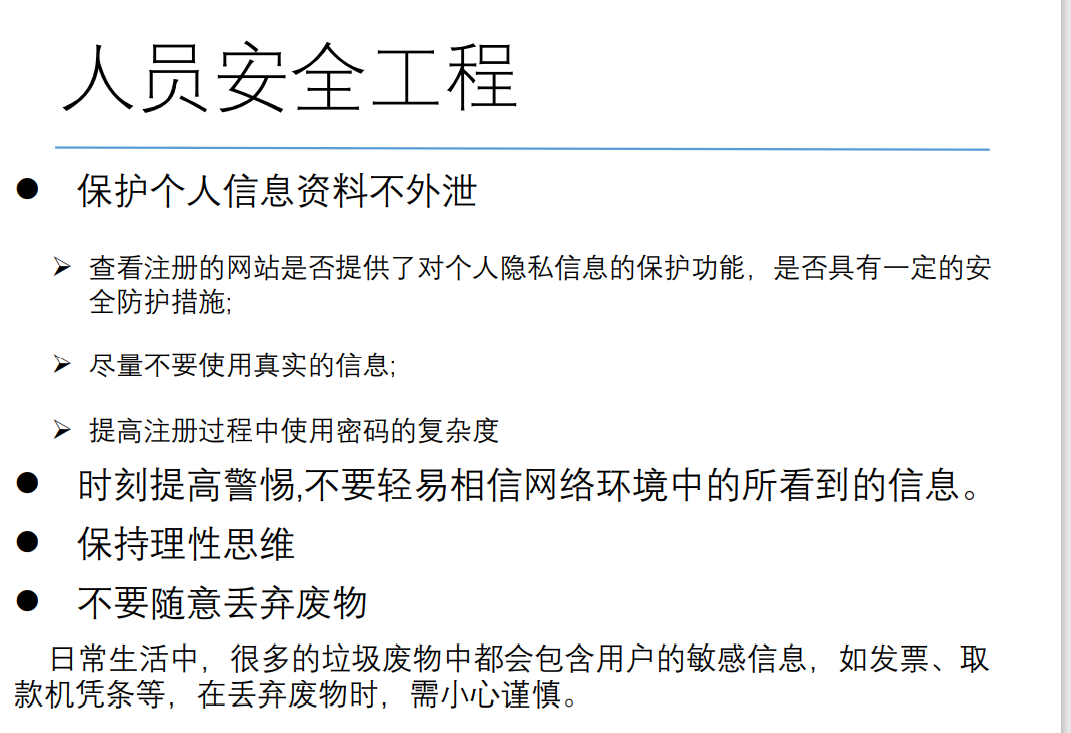 人员安全工程
● 保护个人信息资料不外泄
➢ 查看注册的网站是否提供了对个人隐私信息的保护功能，是否具有一定的安
全防护措施;
➢ 尽量不要使用真实的信息;
➢ 提高注册过程中使用密码的复杂度
● 时刻提高警惕,不要轻易相信网络环境中的所看到的信息。
● 保持理性思维
● 不要随意丢弃废物
日常生活中，很多的垃圾废物中都会包含用户的敏感信息，如发票、取
款机凭条等，在丢弃废物时，需小心谨慎。